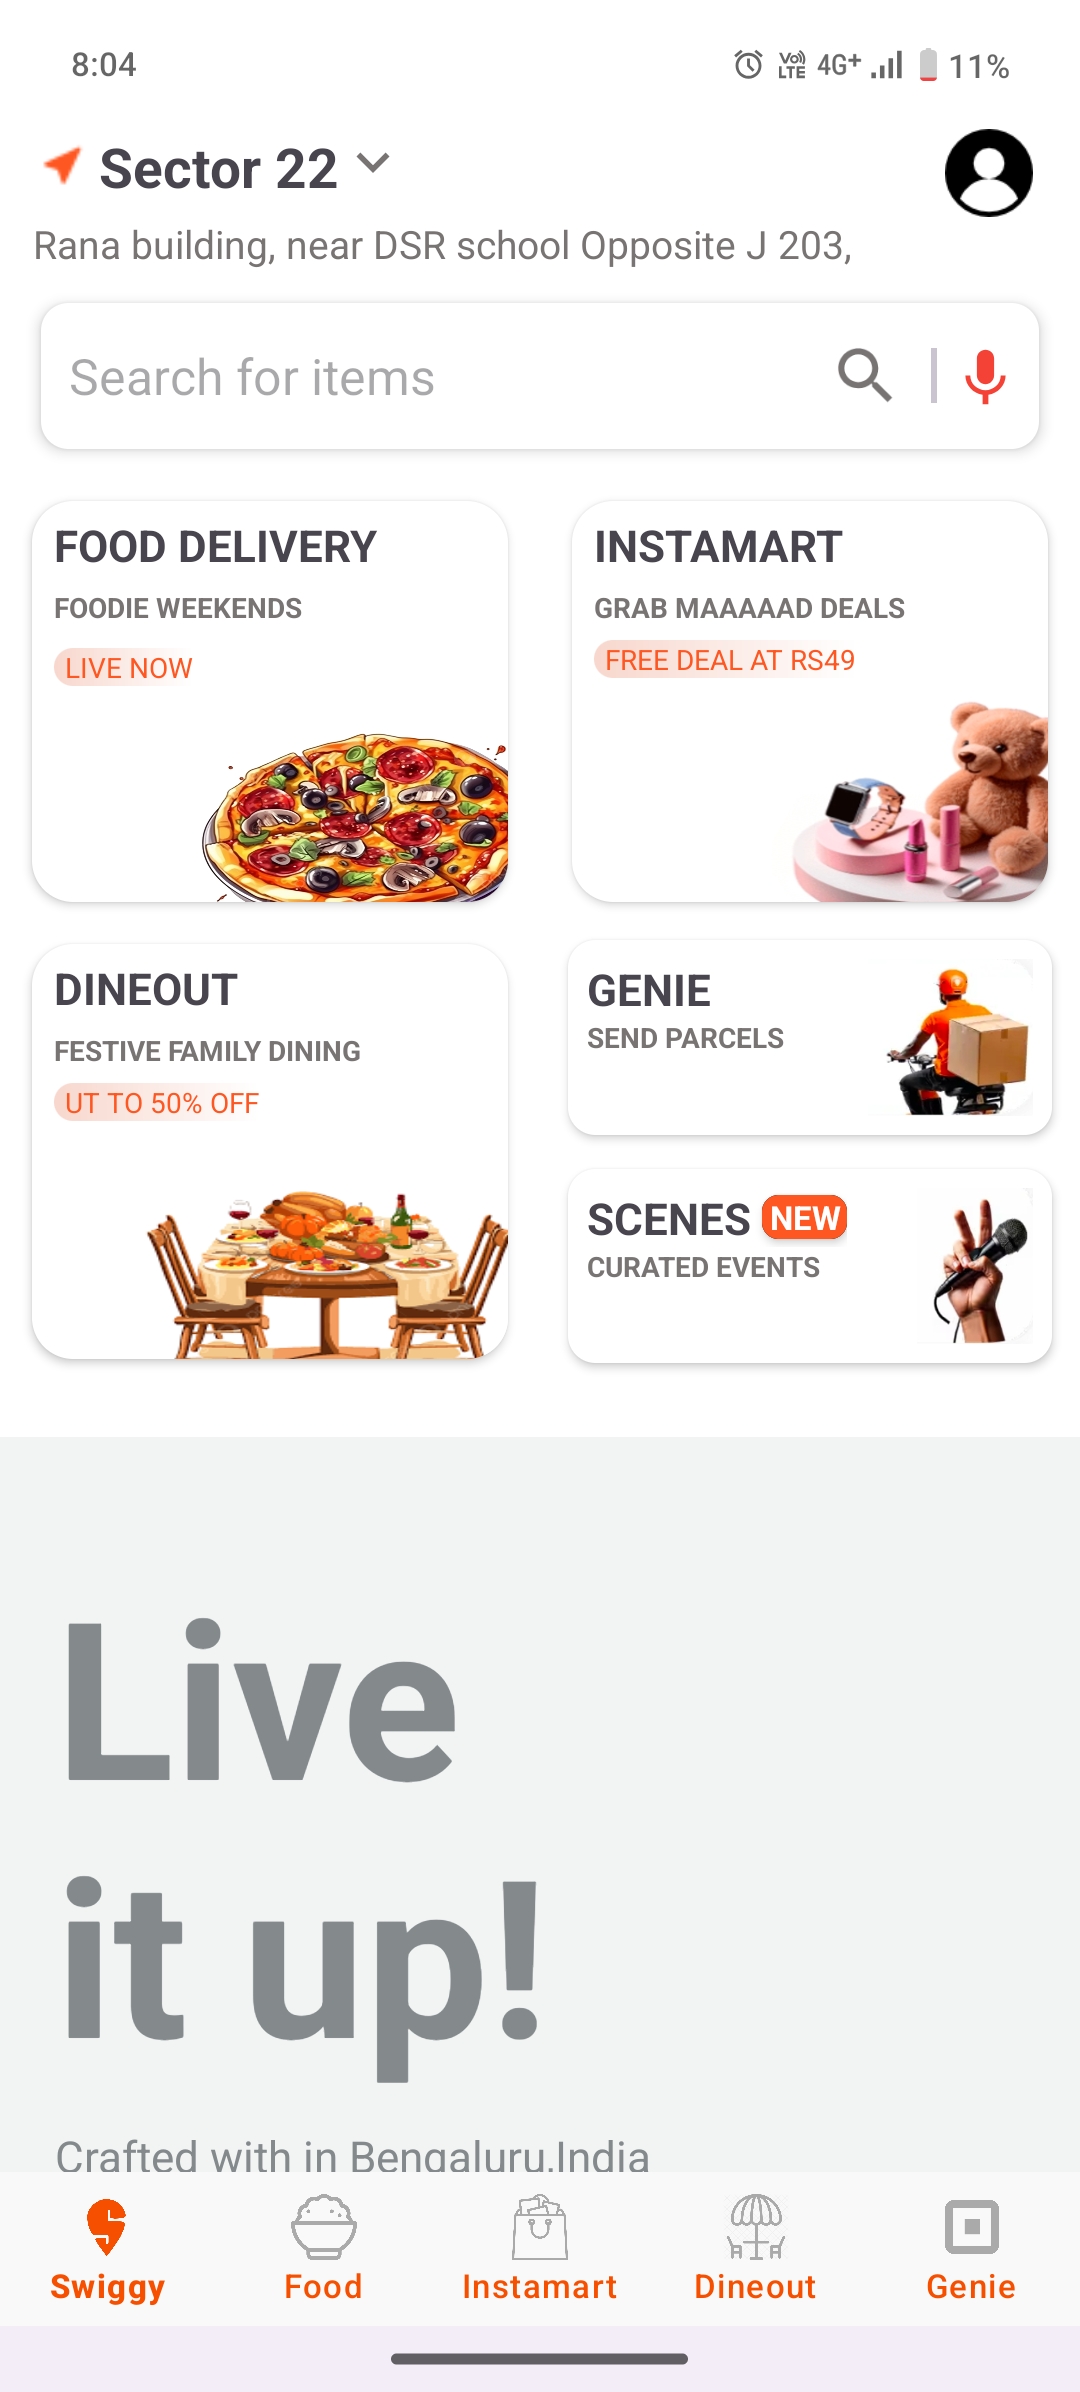 8:04
Vo)) LTE 4G+ 11%
Sector 22
Rana building, near DSR school Opposite J 203,
Search for items
FOOD DELIVERY
FOODIE WEEKENDS
LIVE NOW
INSTAMART
GRAB MAAAAAD DEALS
FREE DEAL AT RS49
DINEOUT
FESTIVE FAMILY DINING
UT TO 50% OFF
GENIE
SEND PARCELS
SCENES NEW
CURATED EVENTS
Live
it up!
Crafted with in Bengaluru,India
Swiggy Food Instamart Dineout Genie